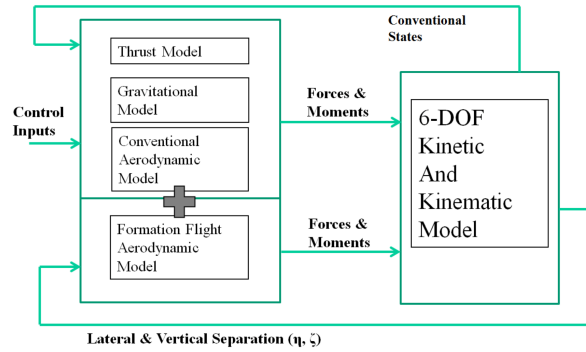 Conventional
States
Thrust Model
Gravitational
Model
Forces &
Moments
Control
Inputs
6-DOF
Kinetic
And
Kinematic
Model
Conventional
Aerodynamic
Model
Formation Flight
Aerodynamic
Model
Forces &
Moments
Lateral & Vertical Separation (η, ζ)